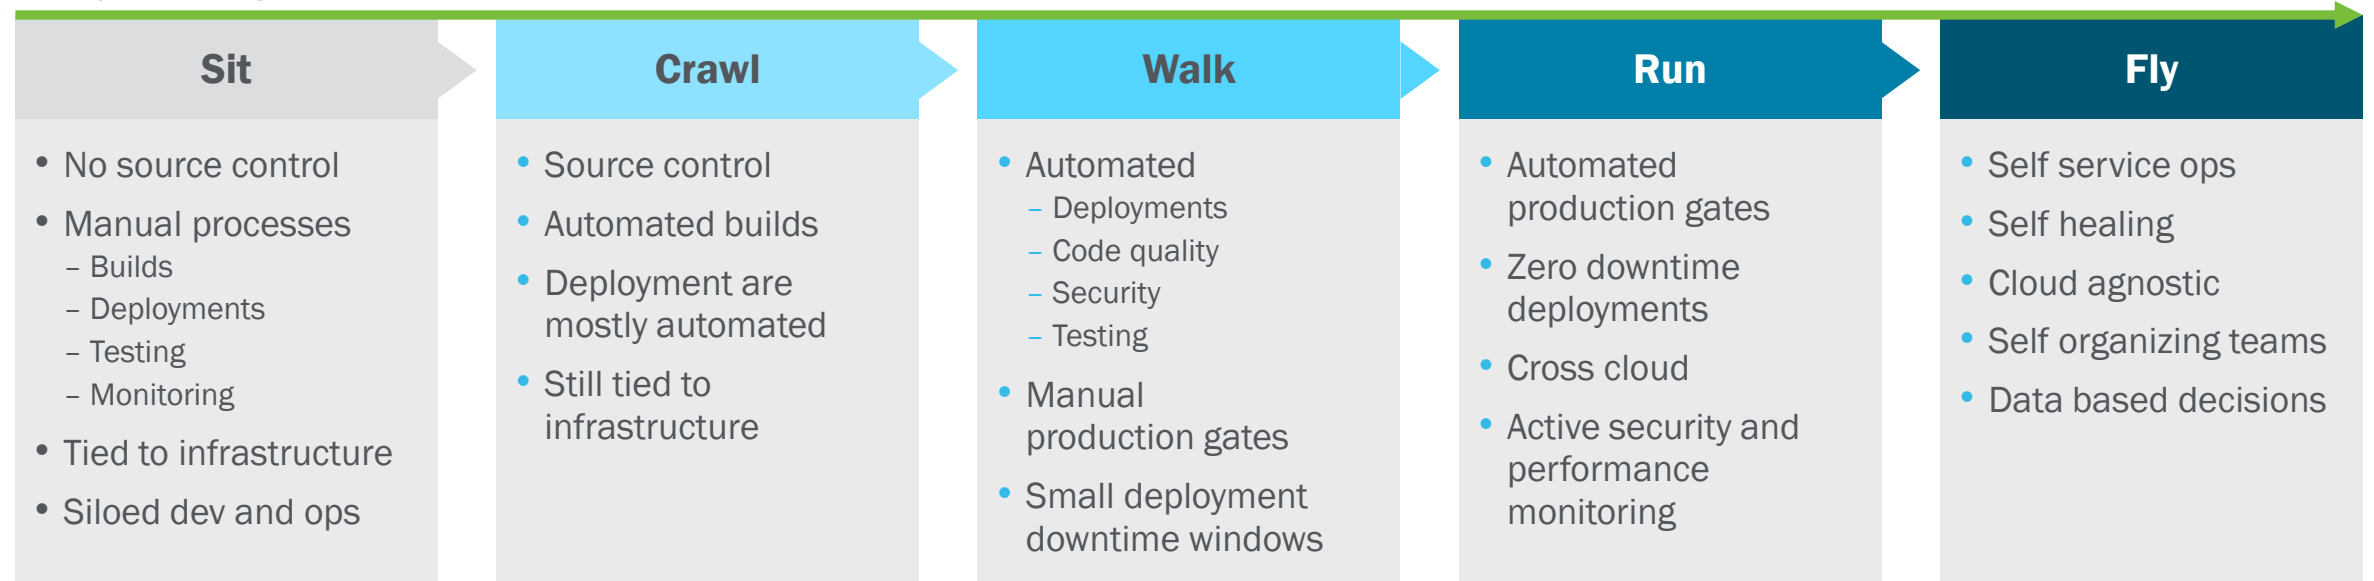 Sit
• No source control
• Manual processes
– Builds
– Deployments
– Testing
– Monitoring
• Tied to infrastructure
• Siloed dev and ops
Crawl
• Source control
• Automated builds
• Deployment are
mostly automated
• Still tied to
infrastructure
Walk
• Automated
– Deployments
– Code quality
– Security
– Testing
• Manual
production gates
• Small deployment
downtime windows
Run
• Automated
production gates
• Zero downtime
deployments
• Cross cloud
• Active security and
performance
monitoring
Fly
• Self service ops
• Self healing
• Cloud agnostic
• Self organizing teams
• Data based decisions